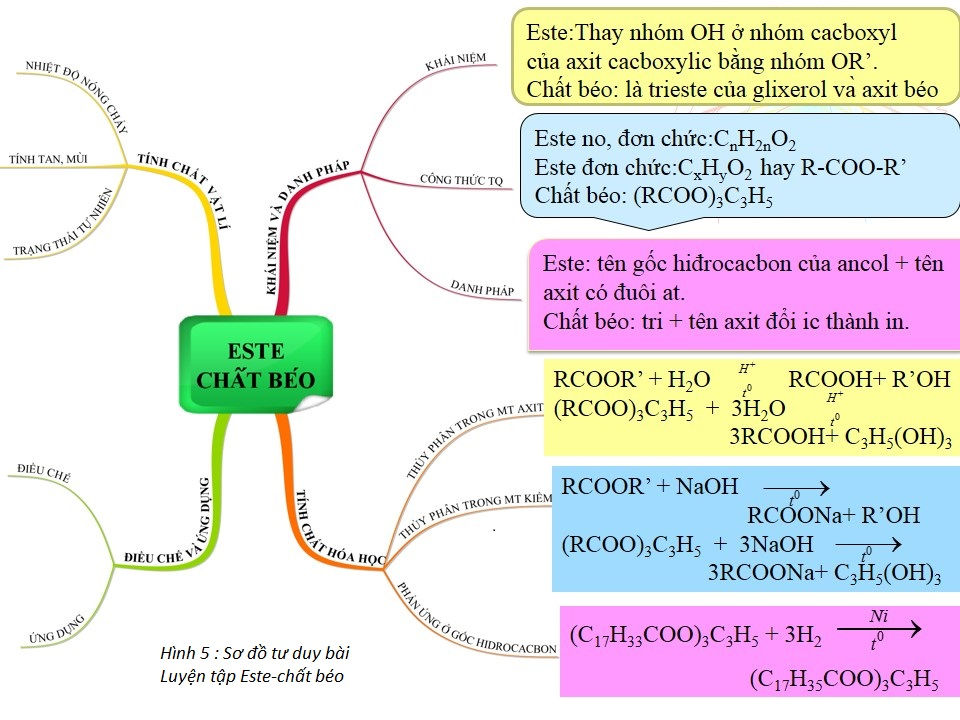 NHIỆT ĐỘ NÓNG CHẢY
TÍNH TAN, MÙI
TRẠNG THÁI TỰ NHIÊN
TÍNH CHẤT VẬT LÍ
KHÁI NIỆM VÀ DANH PHÁP
KHÁI NIỆM
CÔNG THỨC TQ
DANH PHÁP
Este:Thay nhóm OH ở nhóm cacboxyl
của axit cacboxylic bằng nhóm OR’.
Chất béo: là trieste của glixerol và axit béo
Este no, đơn chức:CₙH₂ₙO₂
Este đơn chức:CₓHᵧO₂ hay R-COO-R’
Chất béo: (RCOO)₃C₃H₅
Este: tên gốc hiđrocacbon của ancol + tên
axit có đuôi at.
Chất béo: tri + tên axit đổi ic thành in.
ESTE
CHẤT BÉO
ĐIỀU CHẾ VÀ ỨNG DỤNG
ĐIỀU CHẾ
ỨNG DỤNG
TÍNH CHẤT HÓA HỌC
THỦY PHÂN TRONG MT AXIT
THỦY PHÂN TRONG MT KIỀM
PHẢN ỨNG Ở GỐC HIDROCACBON
RCOOR’ + H₂O H⁺ t⁰ RCOOH+ R’OH
(RCOO)₃C₃H₅ + 3H₂O H⁺ t⁰
3RCOOH+ C₃H₅(OH)₃
RCOOR’ + NaOH ⟶ t⁰
RCOONa+ R’OH
(RCOO)₃C₃H₅ + 3NaOH ⟶ t⁰
3RCOONa+ C₃H₅(OH)₃
(C₁₇H₃₃COO)₃C₃H₅ + 3H₂ Ni ⟶ t⁰
(C₁₇H₃₅COO)₃C₃H₅
Hình 5 : Sơ đồ tư duy bài
Luyện tập Este-chất béo